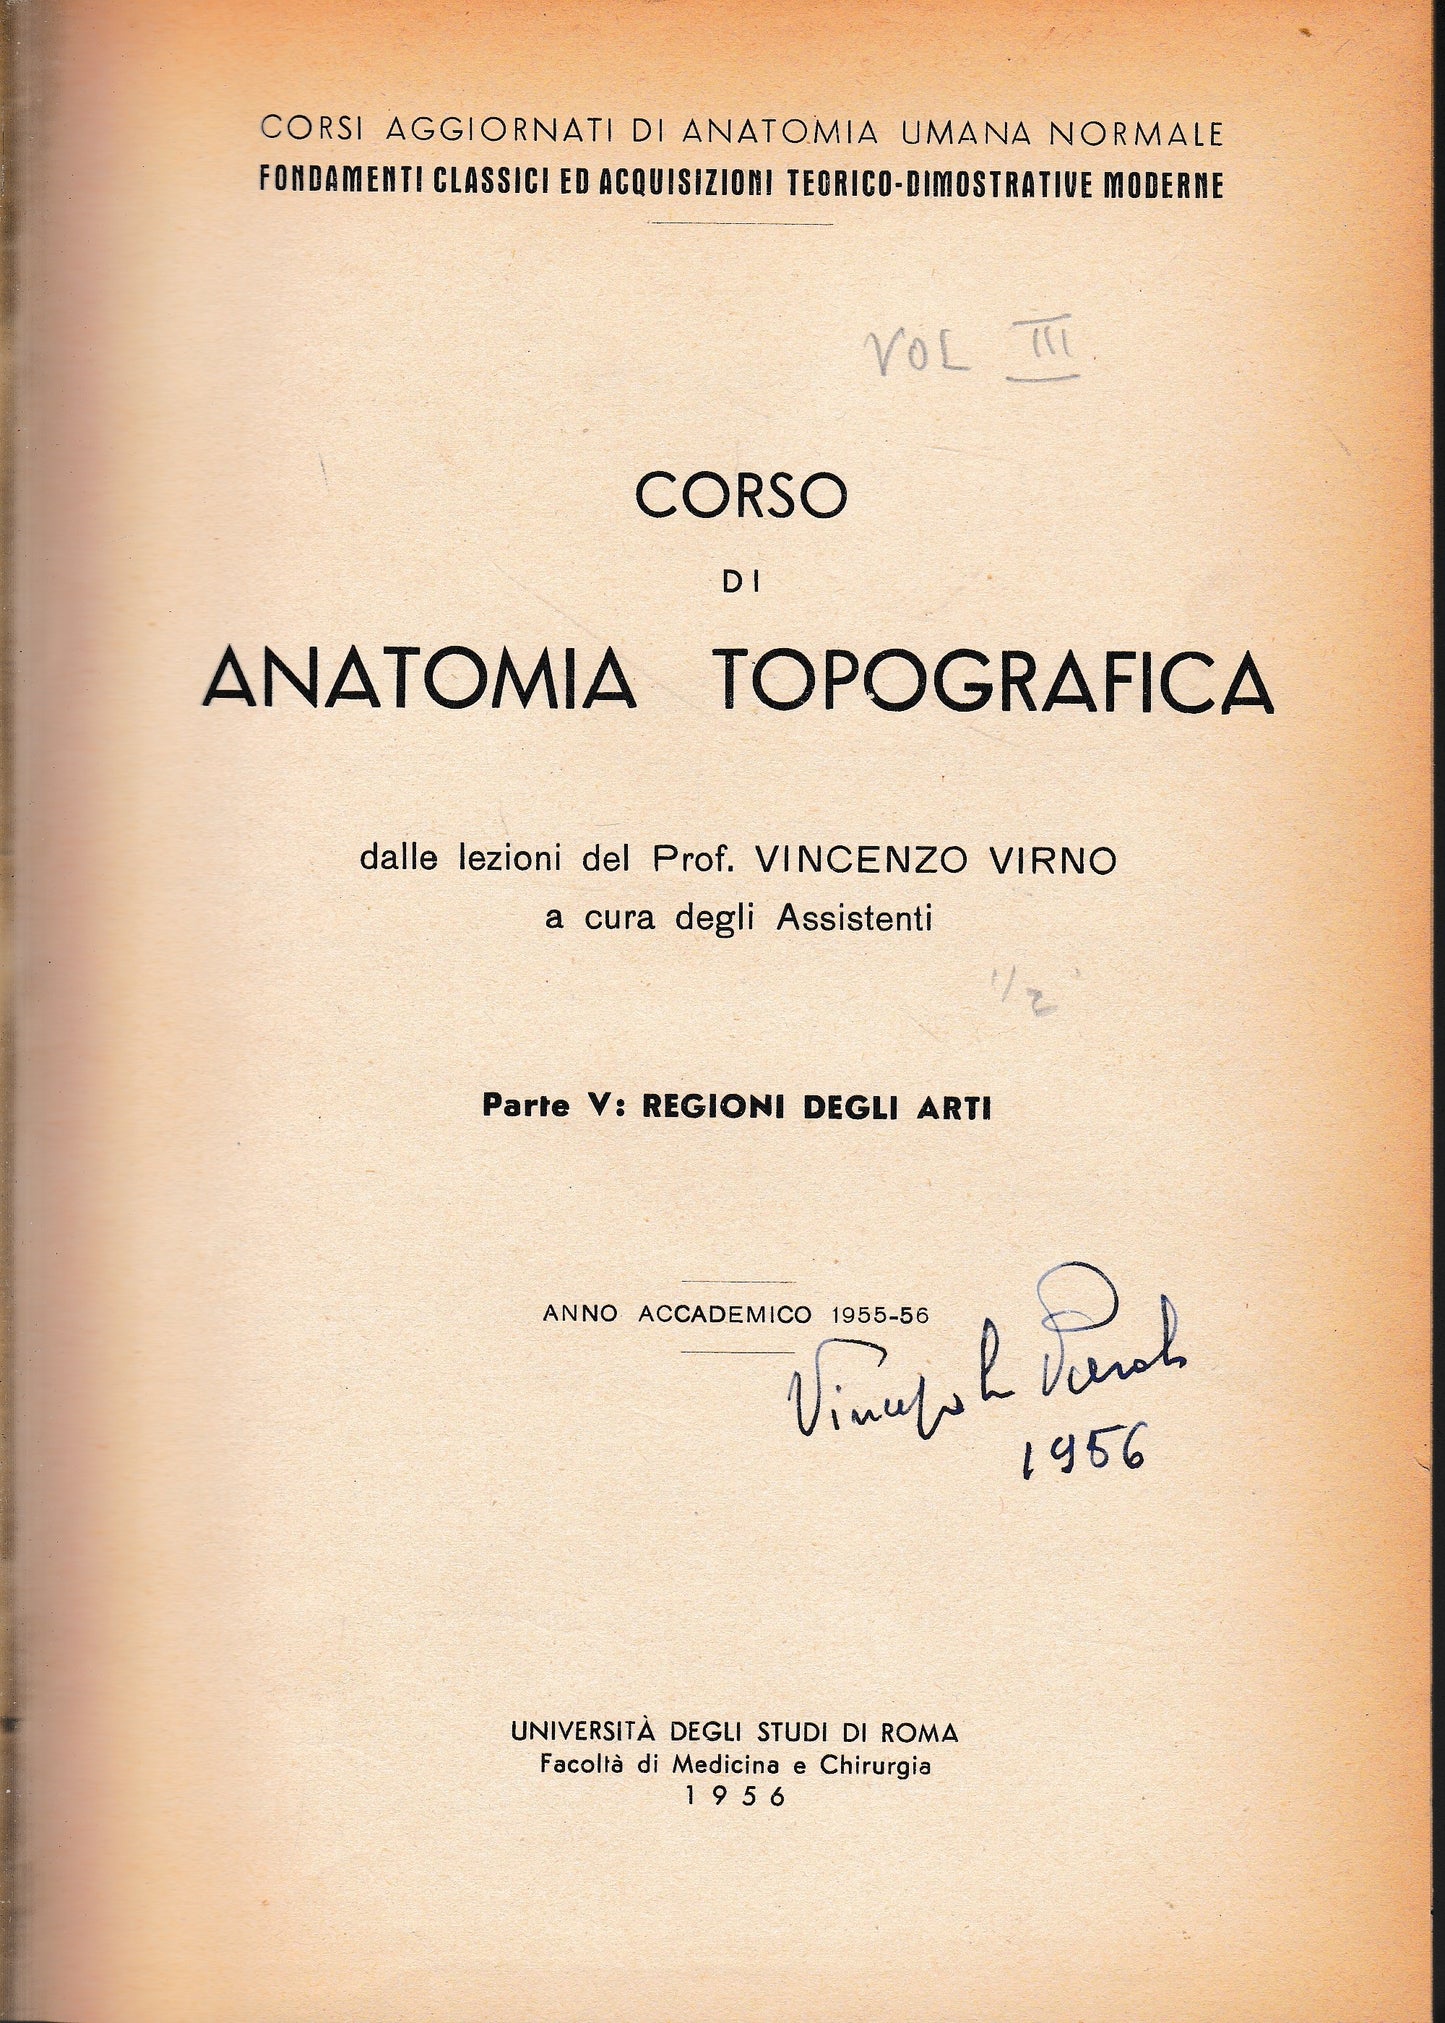 CORSI AGGIORNATI DI ANATOMIA UMANA NORMALE
FONDAMENTI CLASSICI ED ACQUISIZIONI TEORICO-DIMOSTRATIVE MODERNE
VOL III
CORSO
DI
ANATOMIA TOPOGRAFICA
dalle lezioni del Prof. VINCENZO VIRNO
a cura degli Assistenti
1/2
Parte V: REGIONI DEGLI ARTI
ANNO ACCADEMICO 1955-56
1956
UNIVERSITÀ DEGLI STUDI DI ROMA
Facoltà di Medicina e Chirurgia
1956